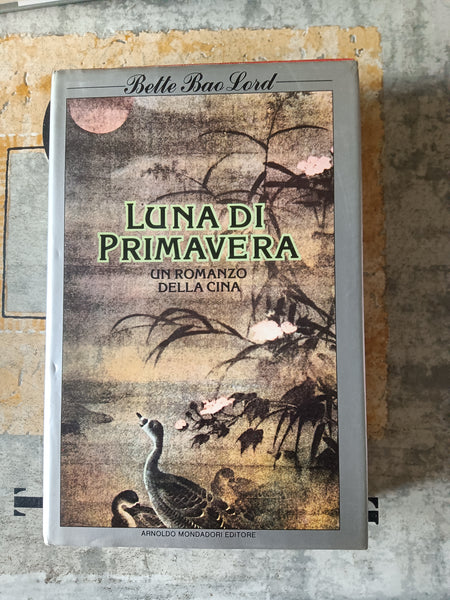 Bette Bao Lord
LUNA DI
PRIMAVERA
UN ROMANZO
DELLA CINA
ARNOLDO MONDADORI EDITORE